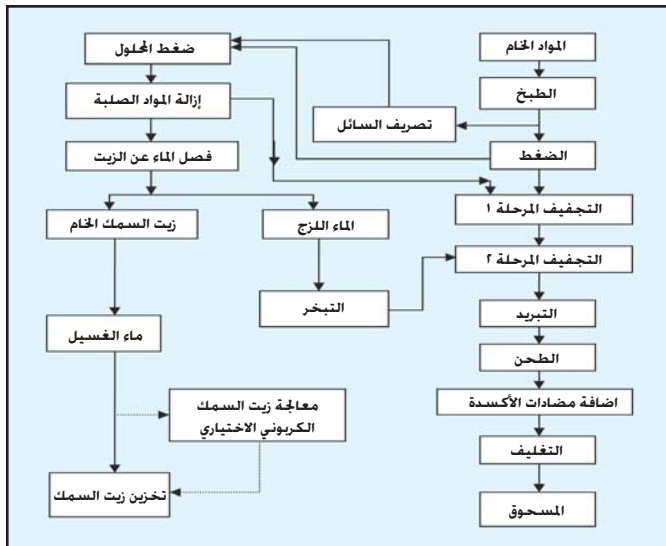 المواد الخام
الطبخ
تصريف السائل
الضغط
التجفيف المرحلة ١
التجفيف المرحلة ٢
التبريد
الطحن
اضافة مضادات الأكسدة
التغليف
المسحوق
ضغط المحلول
إزالة المواد الصلبة
فصل الماء عن الزيت
الماء اللزج
التبخر
زيت السمك الخام
ماء الغسيل
معالجة زيت السمك
الكربوني الاختياري
تخزين زيت السمك